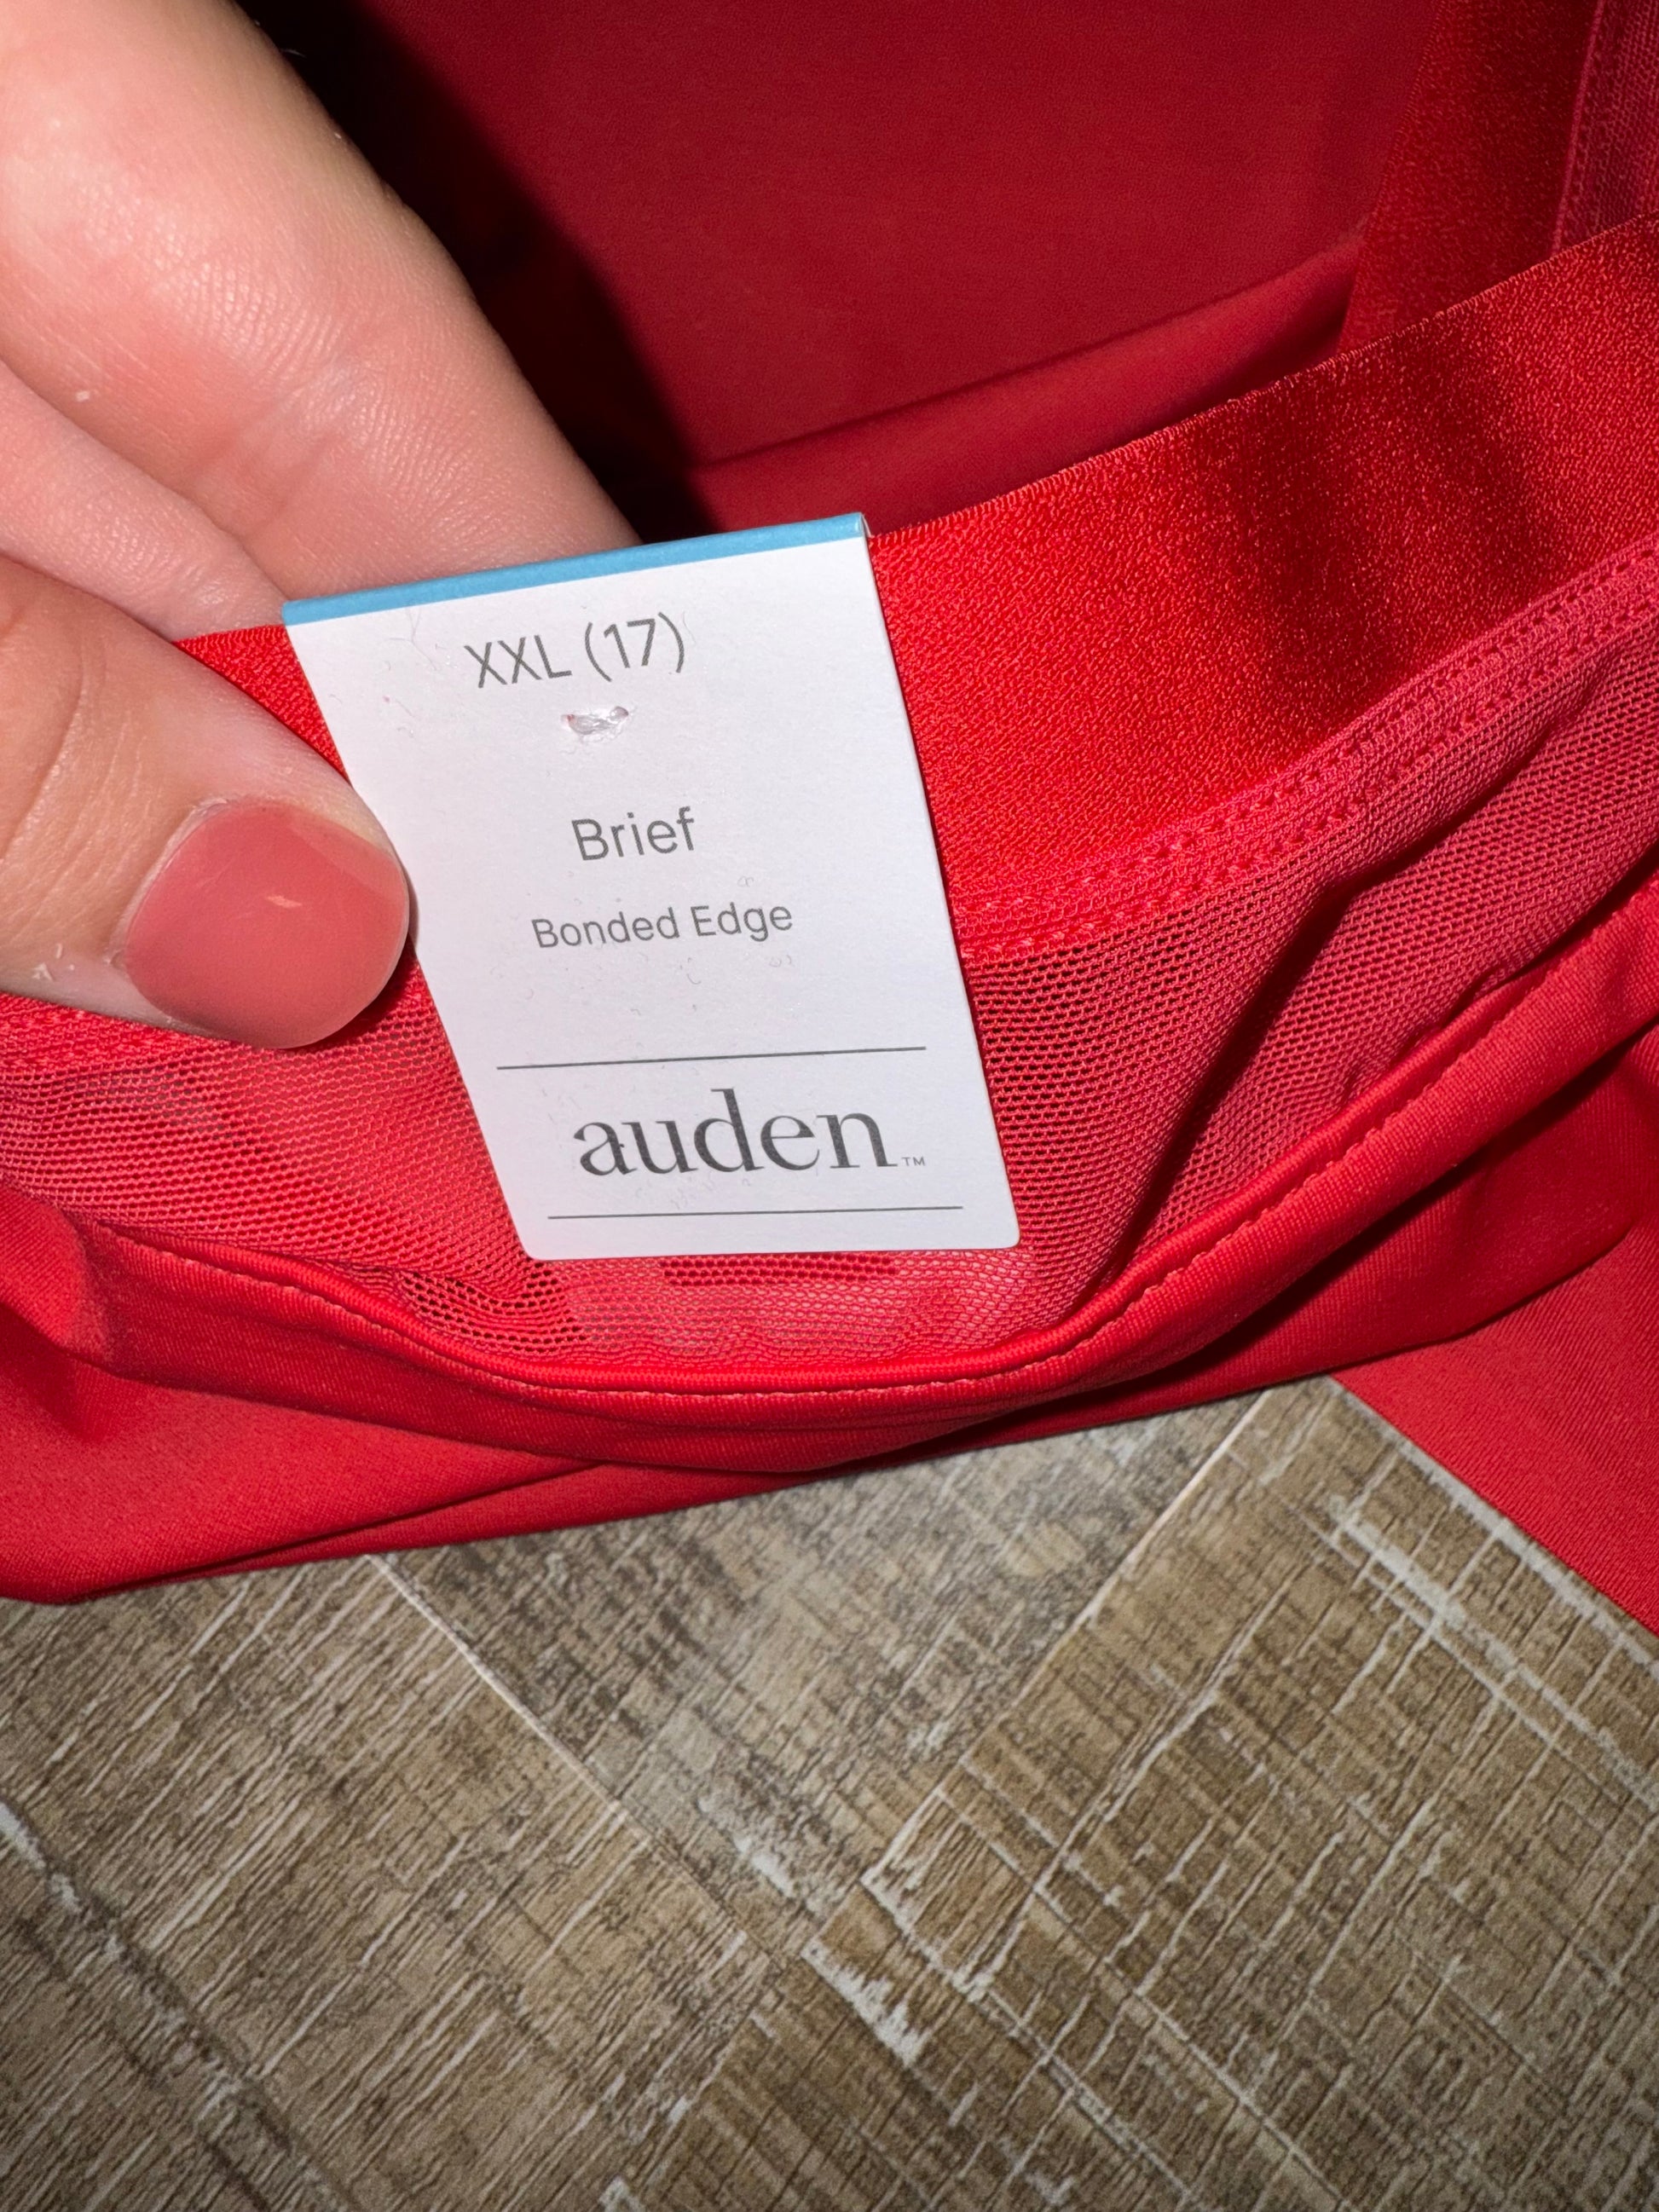 XXL (17)
Brief
Bonded Edge
auden™